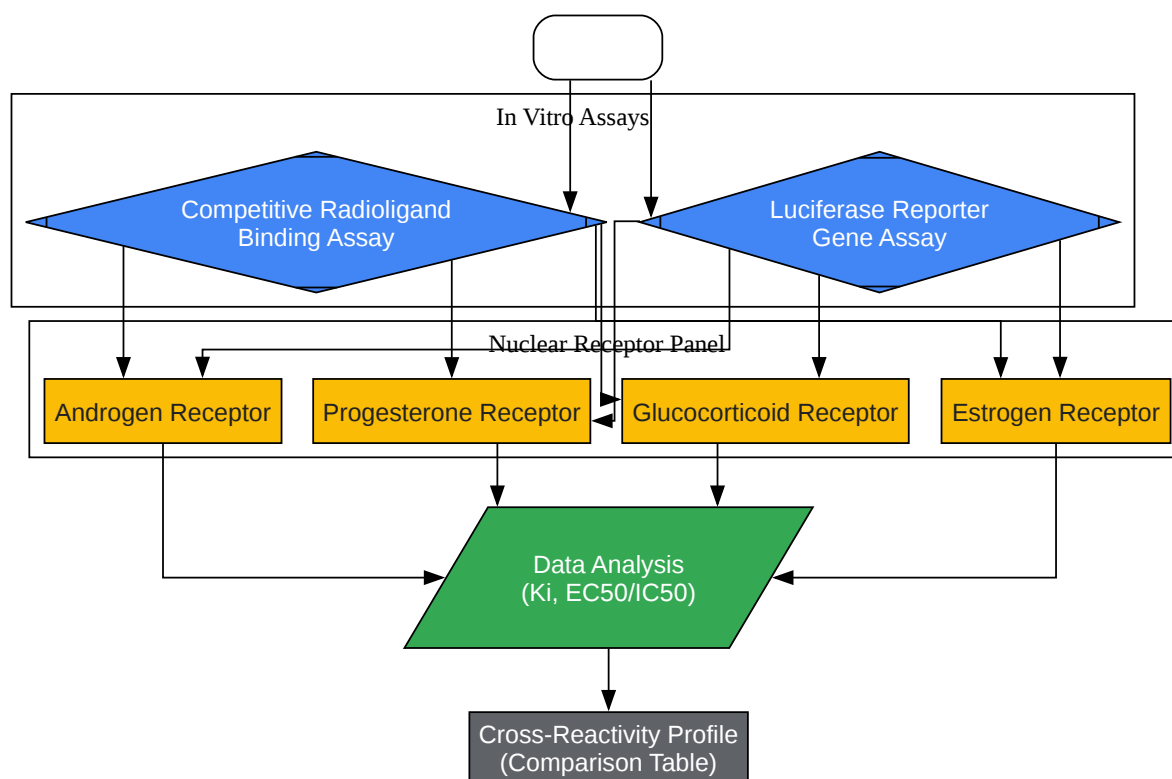 In Vitro Assays
Competitive Radioligand
Binding Assay
Luciferase Reporter
Gene Assay
Nuclear Receptor Panel
Androgen Receptor
Progesterone Receptor
Glucocorticoid Receptor
Estrogen Receptor
Data Analysis
(Ki, EC50/IC50)
Cross-Reactivity Profile
(Comparison Table)